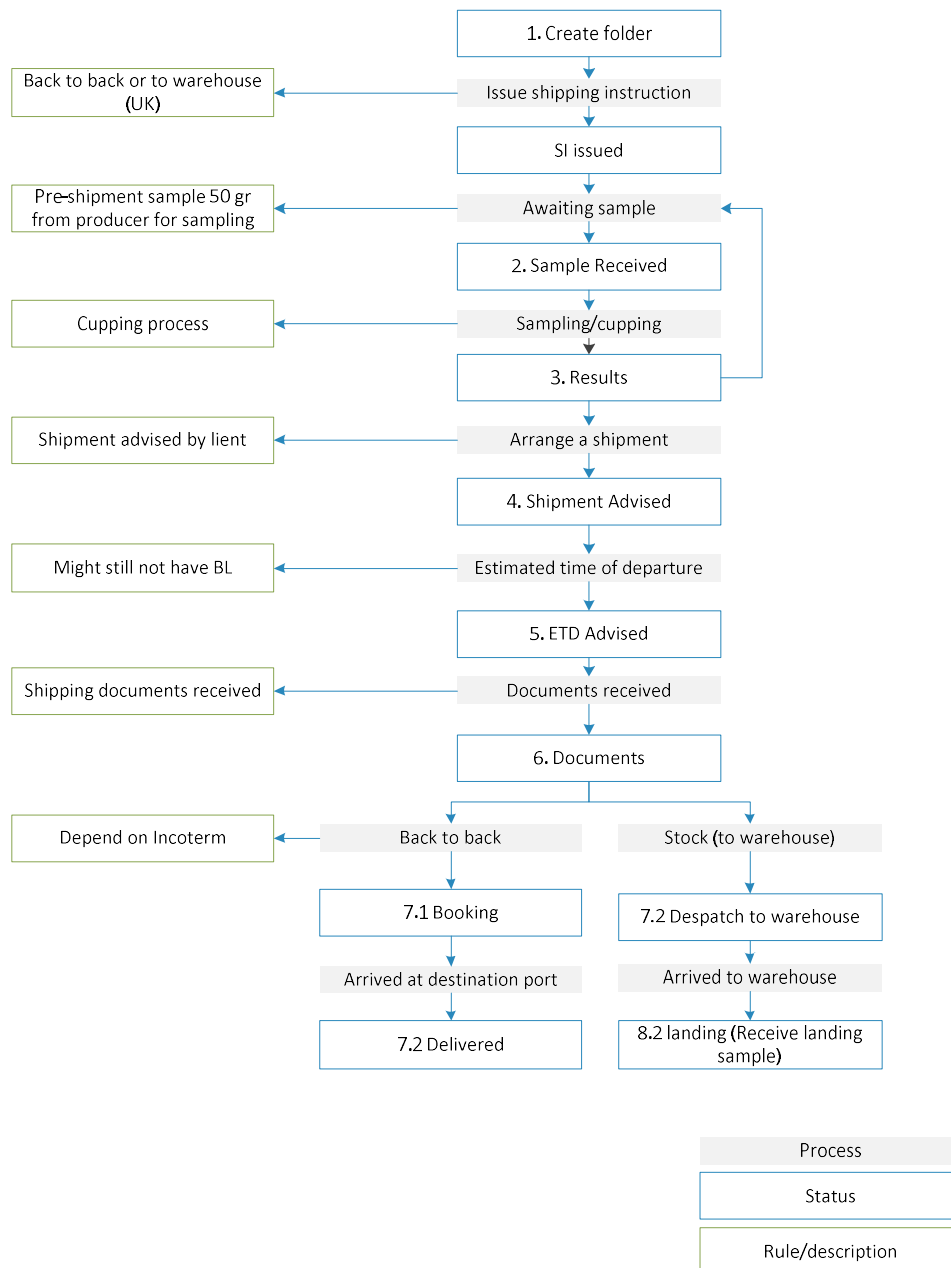 1. Create folder
Back to back or to warehouse
(UK)
Issue shipping instruction
SI issued
Pre-shipment sample 50 gr
from producer for sampling
Awaiting sample
2. Sample Received
Cupping process
Sampling/cupping
3. Results
Shipment advised by lient
Arrange a shipment
4. Shipment Advised
Might still not have BL
Estimated time of departure
5. ETD Advised
Shipping documents received
Documents received
6. Documents
Depend on Incoterm
Back to back
Stock (to warehouse)
7.1 Booking
7.2 Despatch to warehouse
Arrived at destination port
Arrived to warehouse
7.2 Delivered
8.2 landing (Receive landing
sample)
Process
Status
Rule/description